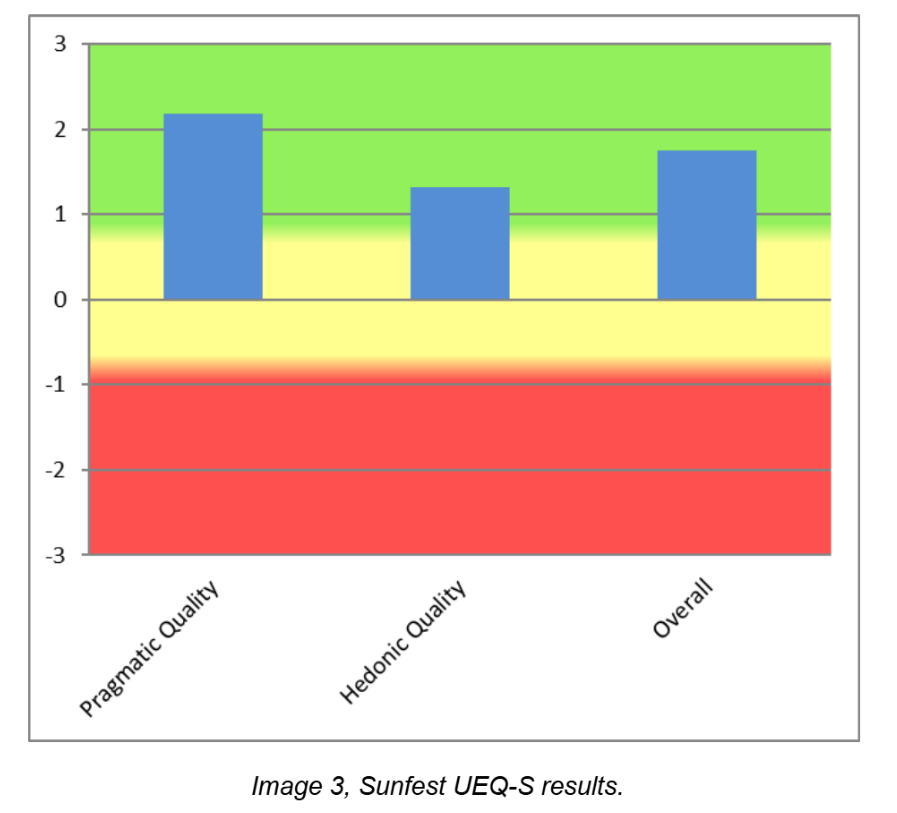 3
2
1
0
-1
-2
-3
Pragmatic Quality
Hedonic Quality
Overall
Image 3, Sunfest UEQ-S results.